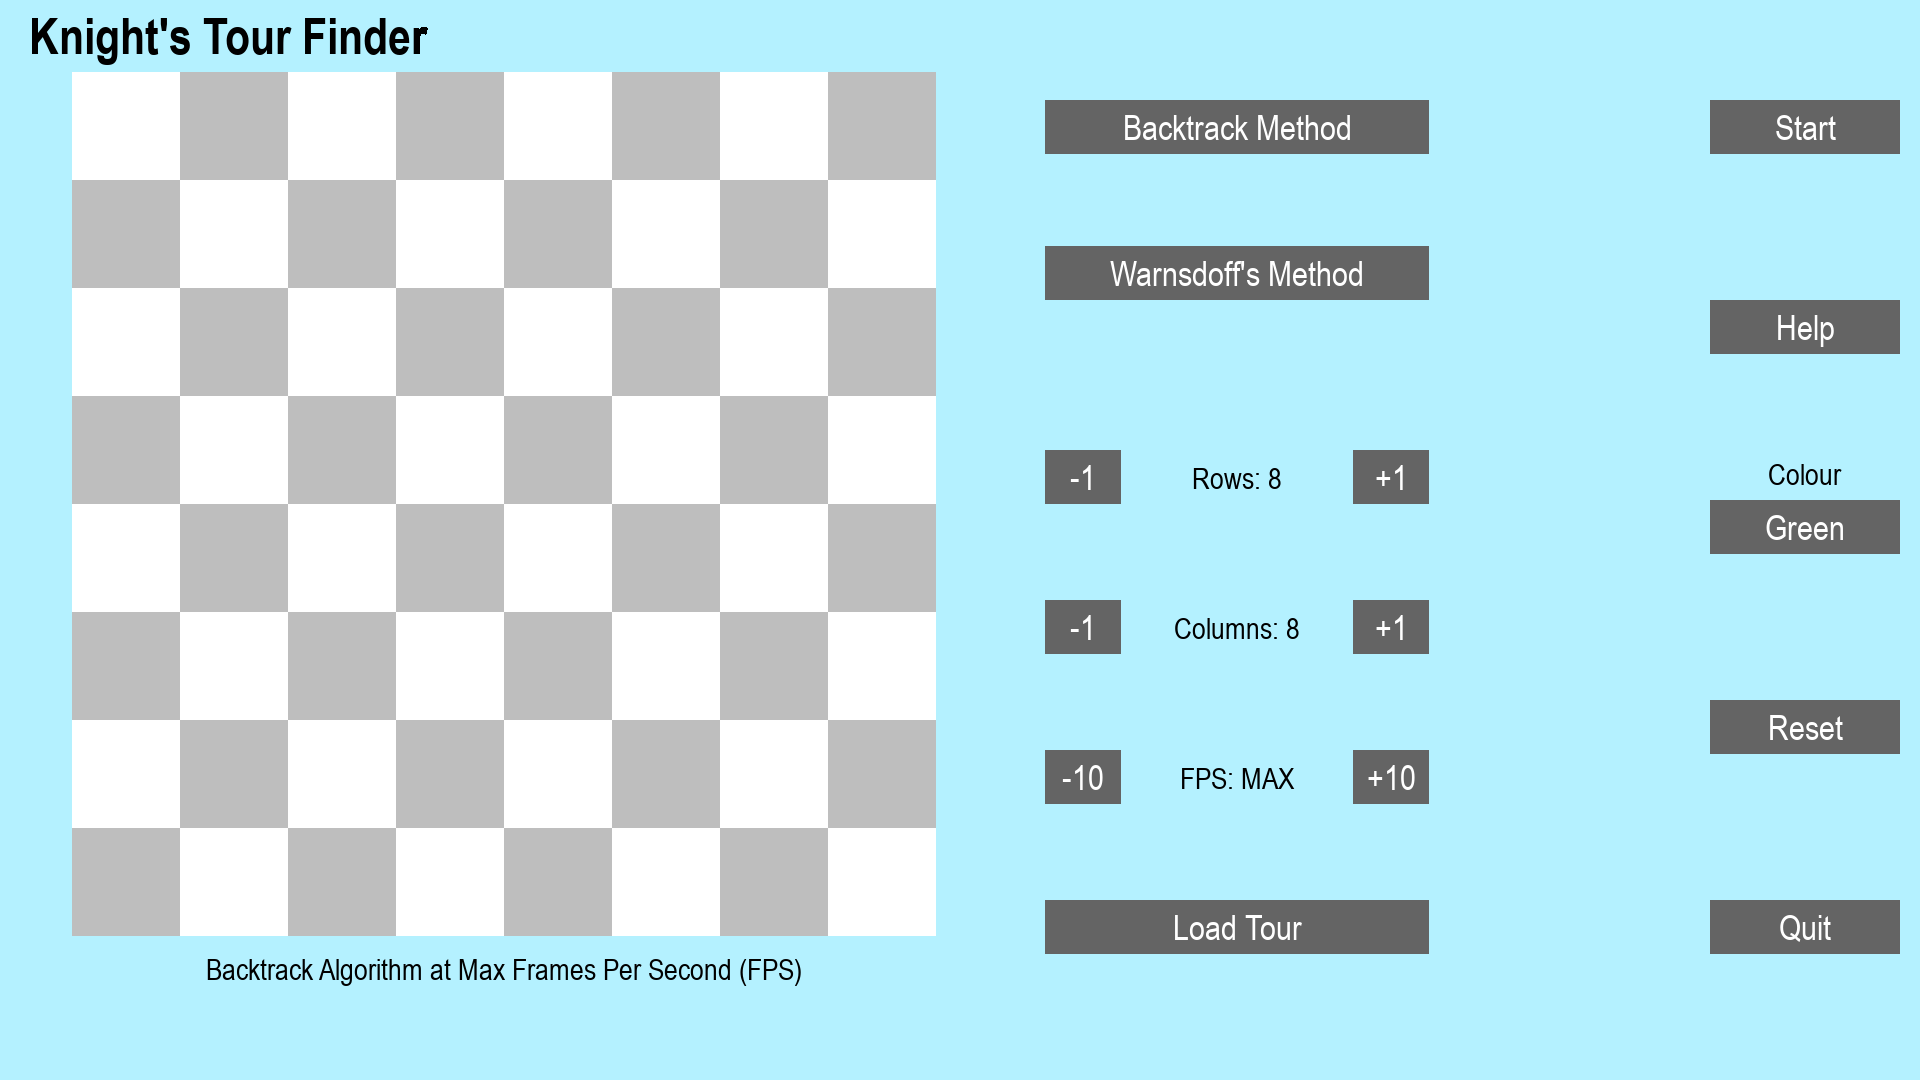 Knight's Tour Finder
Backtrack Method
Start
Warnsdoff's Method
Help
-1
Rows: 8
+1
Colour
Green
-1
Columns: 8
+1
Reset
-10
FPS: MAX
+10
Load Tour
Quit
Backtrack Algorithm at Max Frames Per Second (FPS)